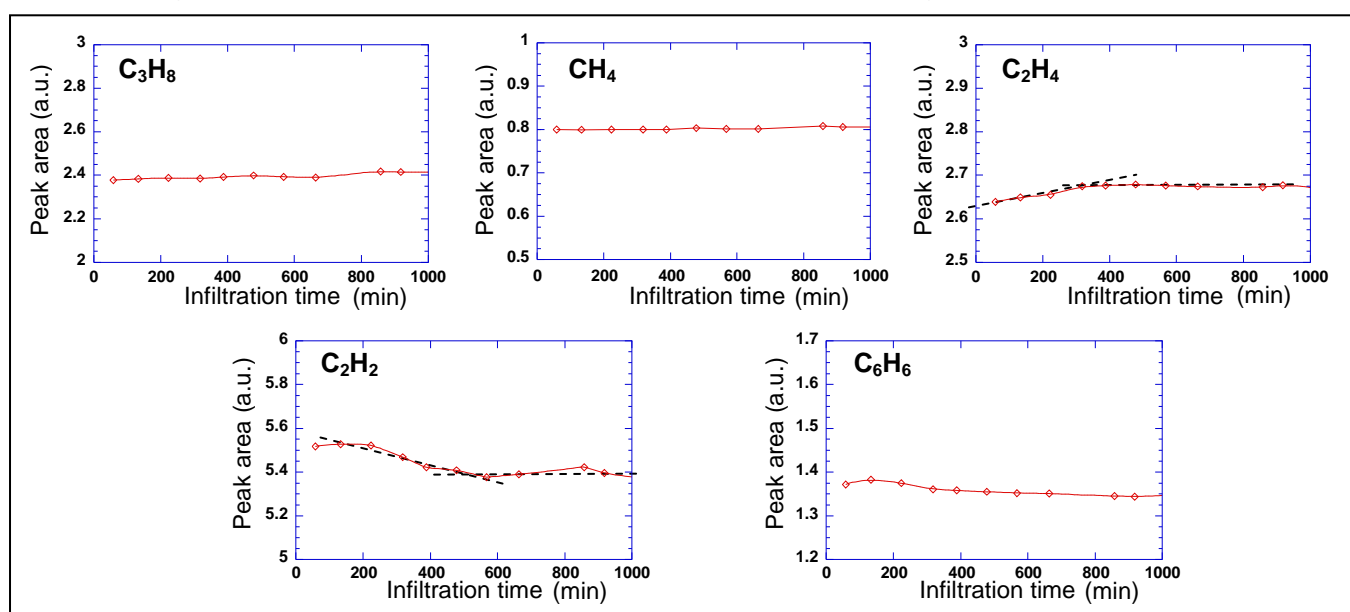 C₃H₈
Peak area (a.u.)
3
2.8
2.6
2.4
2.2
2
0 200 400 600 800 1000
Infiltration time (min)
CH₄
Peak area (a.u.)
1
0.9
0.8
0.7
0.6
0.5
0 200 400 600 800 1000
Infiltration time (min)
C₂H₄
Peak area (a.u.)
3
2.9
2.8
2.7
2.6
2.5
0 200 400 600 800 1000
Infiltration time (min)
C₂H₂
Peak area (a.u.)
6
5.8
5.6
5.4
5.2
5
0 200 400 600 800 1000
Infiltration time (min)
C₆H₆
Peak area (a.u.)
1.7
1.6
1.5
1.4
1.3
1.2
0 200 400 600 800 1000
Infiltration time (min)